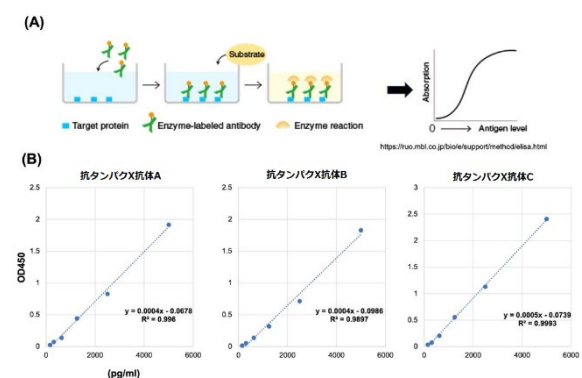 (A)
Substrate
Target protein
Enzyme-labeled antibody
Enzyme reaction
Absorption
0
Antigen level
https://ruo.mbl.co.jp/bio/e/support/method/elisa.html
(B)
抗タンパクX抗体A
OD450
2.5
2
1.5
1
0.5
0
0
2000
4000
6000
y = 0.0004x - 0.0678
R² = 0.996
(pg/ml)
抗タンパクX抗体B
2.5
2
1.5
1
0.5
0
0
2000
4000
6000
y = 0.0004x - 0.0986
R² = 0.9897
抗タンパクX抗体C
3
2.5
2
1.5
1
0.5
0
0
2000
4000
6000
y = 0.0005x - 0.0739
R² = 0.9993